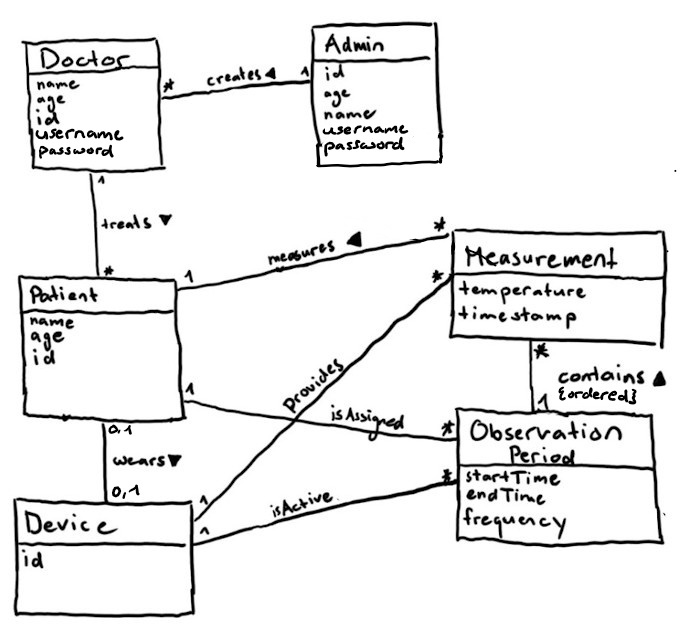 Doctor
name
age
id
username
password
* creates ◀ 1
Admin
id
age
name
username
password
1
treats ▼
*
Patient
name
age
id
1 measures ◀ *
Measurement
temperature
timestamp
*
contains ▲
{ordered}
1
* provides 1
1 isAssigned *
Observation
Period
startTime
endTime
frequency
0,1
wears ▼
0,1
Device
id
1 isActive *